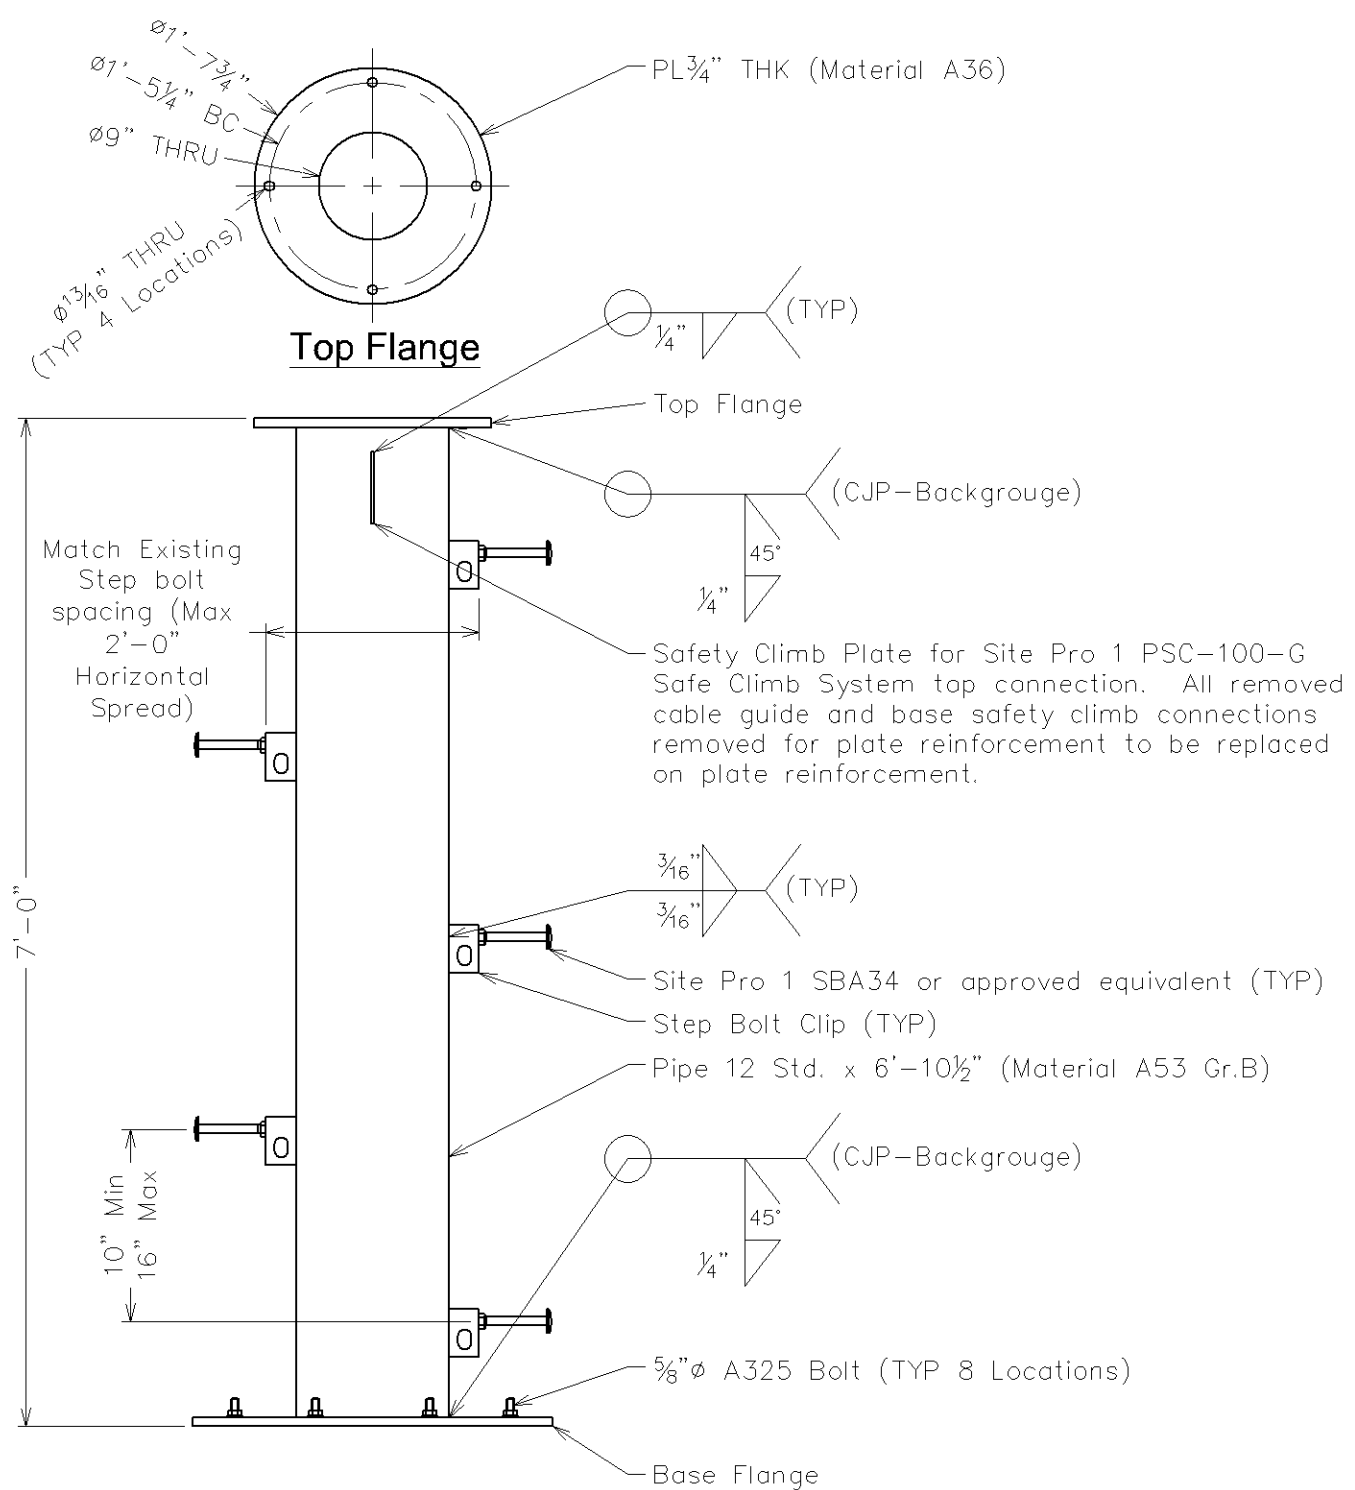 ø1'-7¾"
ø1'-5¼" BC
ø9" THRU
ø13/16" THRU
(TYP 4 Locations)
PL¾" THK (Material A36)
Top Flange
¼"
(TYP)
Top Flange
(CJP-Backgrouge)
45°
¼"
Match Existing
Step bolt
spacing (Max
2'-0"
Horizontal
Spread)
Safety Climb Plate for Site Pro 1 PSC-100-G
Safe Climb System top connection. All removed
cable guide and base safety climb connections
removed for plate reinforcement to be replaced
on plate reinforcement.
7'-0"
3/16"
3/16"
(TYP)
Site Pro 1 SBA34 or approved equivalent (TYP)
Step Bolt Clip (TYP)
Pipe 12 Std. x 6'-10½" (Material A53 Gr.B)
10" Min
16" Max
(CJP-Backgrouge)
45°
¼"
⅝"ø A325 Bolt (TYP 8 Locations)
Base Flange